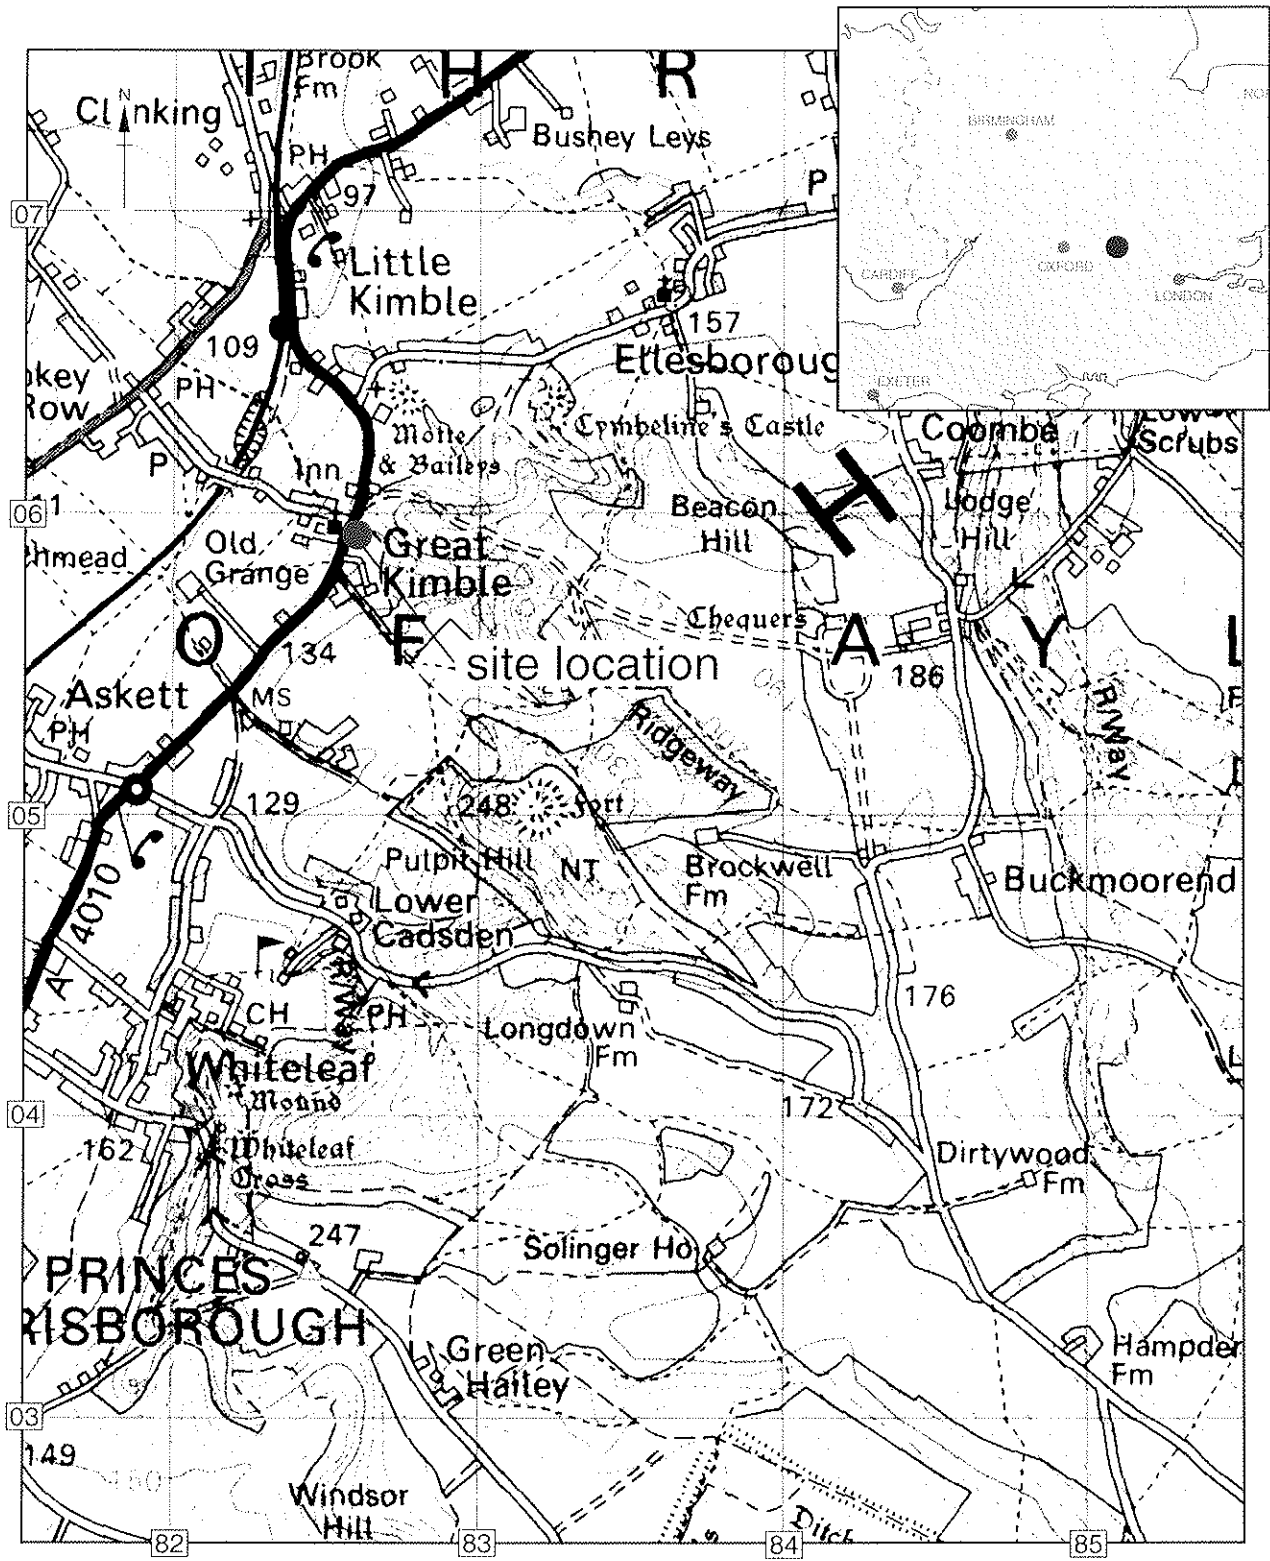 Brook
Fm
H
R
N
Bushey Leys
PH
97
P
07
BIRMINGHAM
OXFORD
CARDIFF
LONDON
EXETER
Little
Kimble
109
157
PH
Row
Motte
& Baileys
Cymbeline's Castle
Coombe
Scrubs
P
Inn
06
Beacon
Hill
H
Lodge
Hill
Old
Grange
Great
Kimble
Chequers
O
F
134
site location
A
186
Y
Askett
MS
PH
Ridgeway
R/Way
129
248
Fort
05
Pulpit Hill
NT
Brockwell
Fm
Buckmoorend
A 4010
Lower
Cadsden
R/Way
176
CH
PH
Longdown
Fm
Whiteleaf
Mound
04
172
162
Whiteleaf
Cross
Dirtywood
Fm
247
Solinger Ho
PRINCES
RISBOROUGH
Green
Hailey
Hampden
Fm
03
149
150
Windsor
Hill
Ditch
82
83
84
85